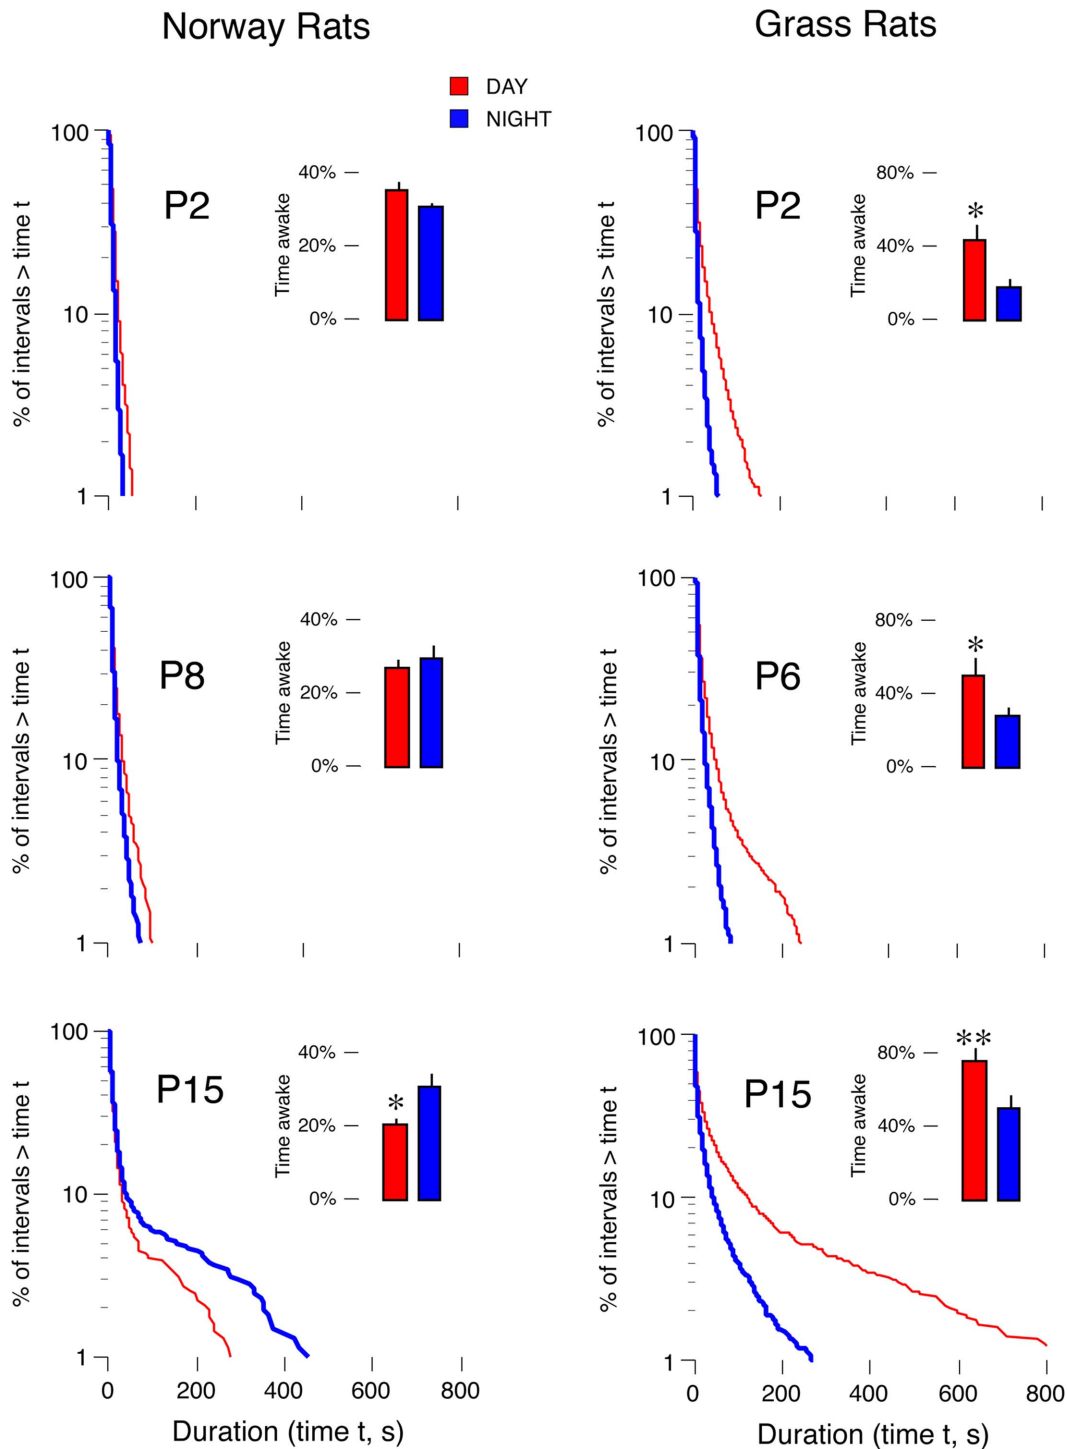 Norway Rats
Grass Rats
DAY
NIGHT
% of intervals > time t
100
10
1
P2
Time awake
40%
20%
0%
% of intervals > time t
100
10
1
P2
Time awake
80%
40%
0%
*
% of intervals > time t
100
10
1
P8
Time awake
40%
20%
0%
% of intervals > time t
100
10
1
P6
Time awake
80%
40%
0%
*
% of intervals > time t
100
10
1
P15
Time awake
40%
20%
0%
*
0 200 400 600 800
Duration (time t, s)
% of intervals > time t
100
10
1
P15
Time awake
80%
40%
0%
**
0 200 400 600 800
Duration (time t, s)